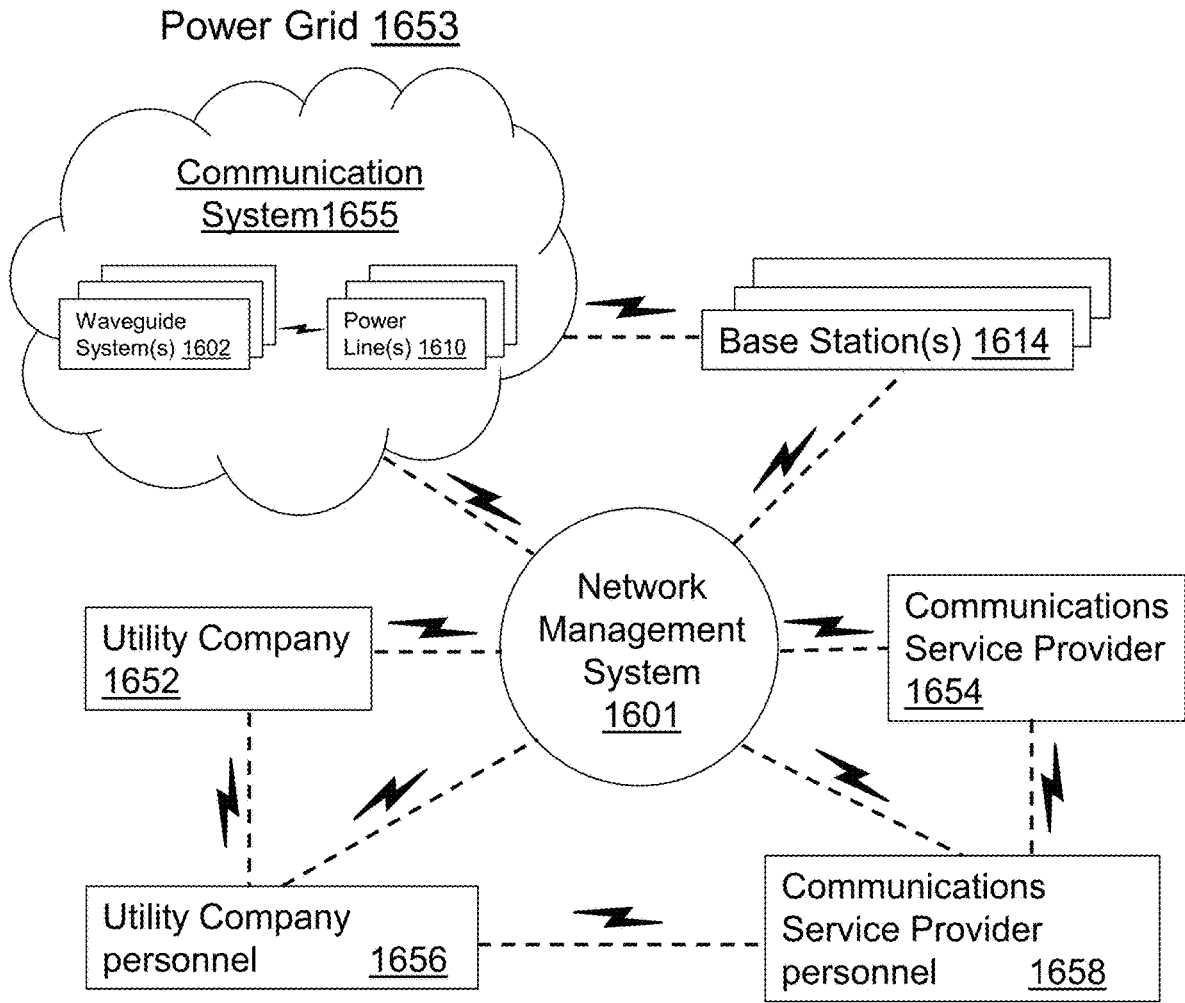 Power Grid 1653
Communication
System1655
Waveguide
System(s) 1602
Power
Line(s) 1610
Base Station(s) 1614
Network
Management
System
1601
Utility Company
1652
Communications
Service Provider
1654
Utility Company
personnel 1656
Communications
Service Provider
personnel 1658